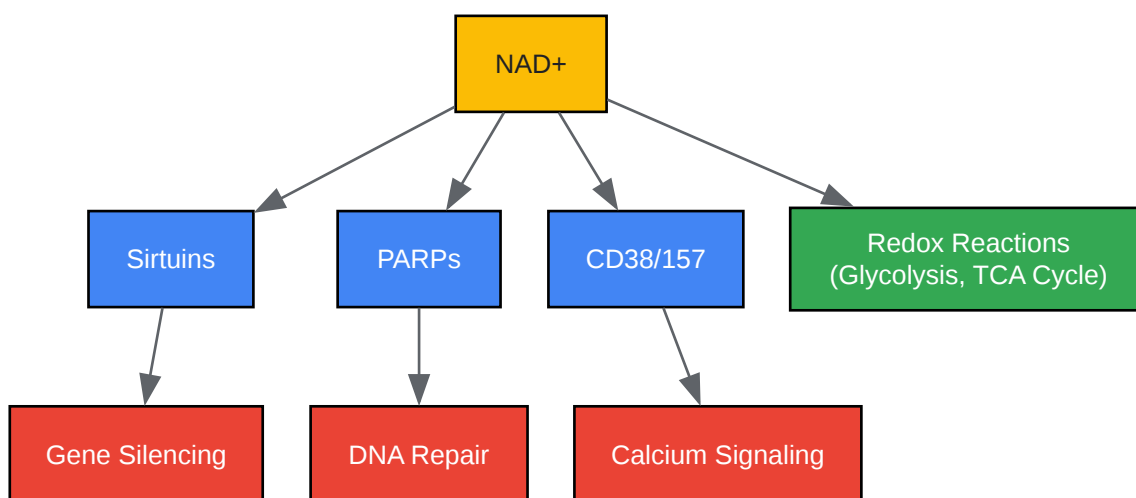 NAD+
Sirtuins
PARPs
CD38/157
Redox Reactions
(Glycolysis, TCA Cycle)
Gene Silencing
DNA Repair
Calcium Signaling